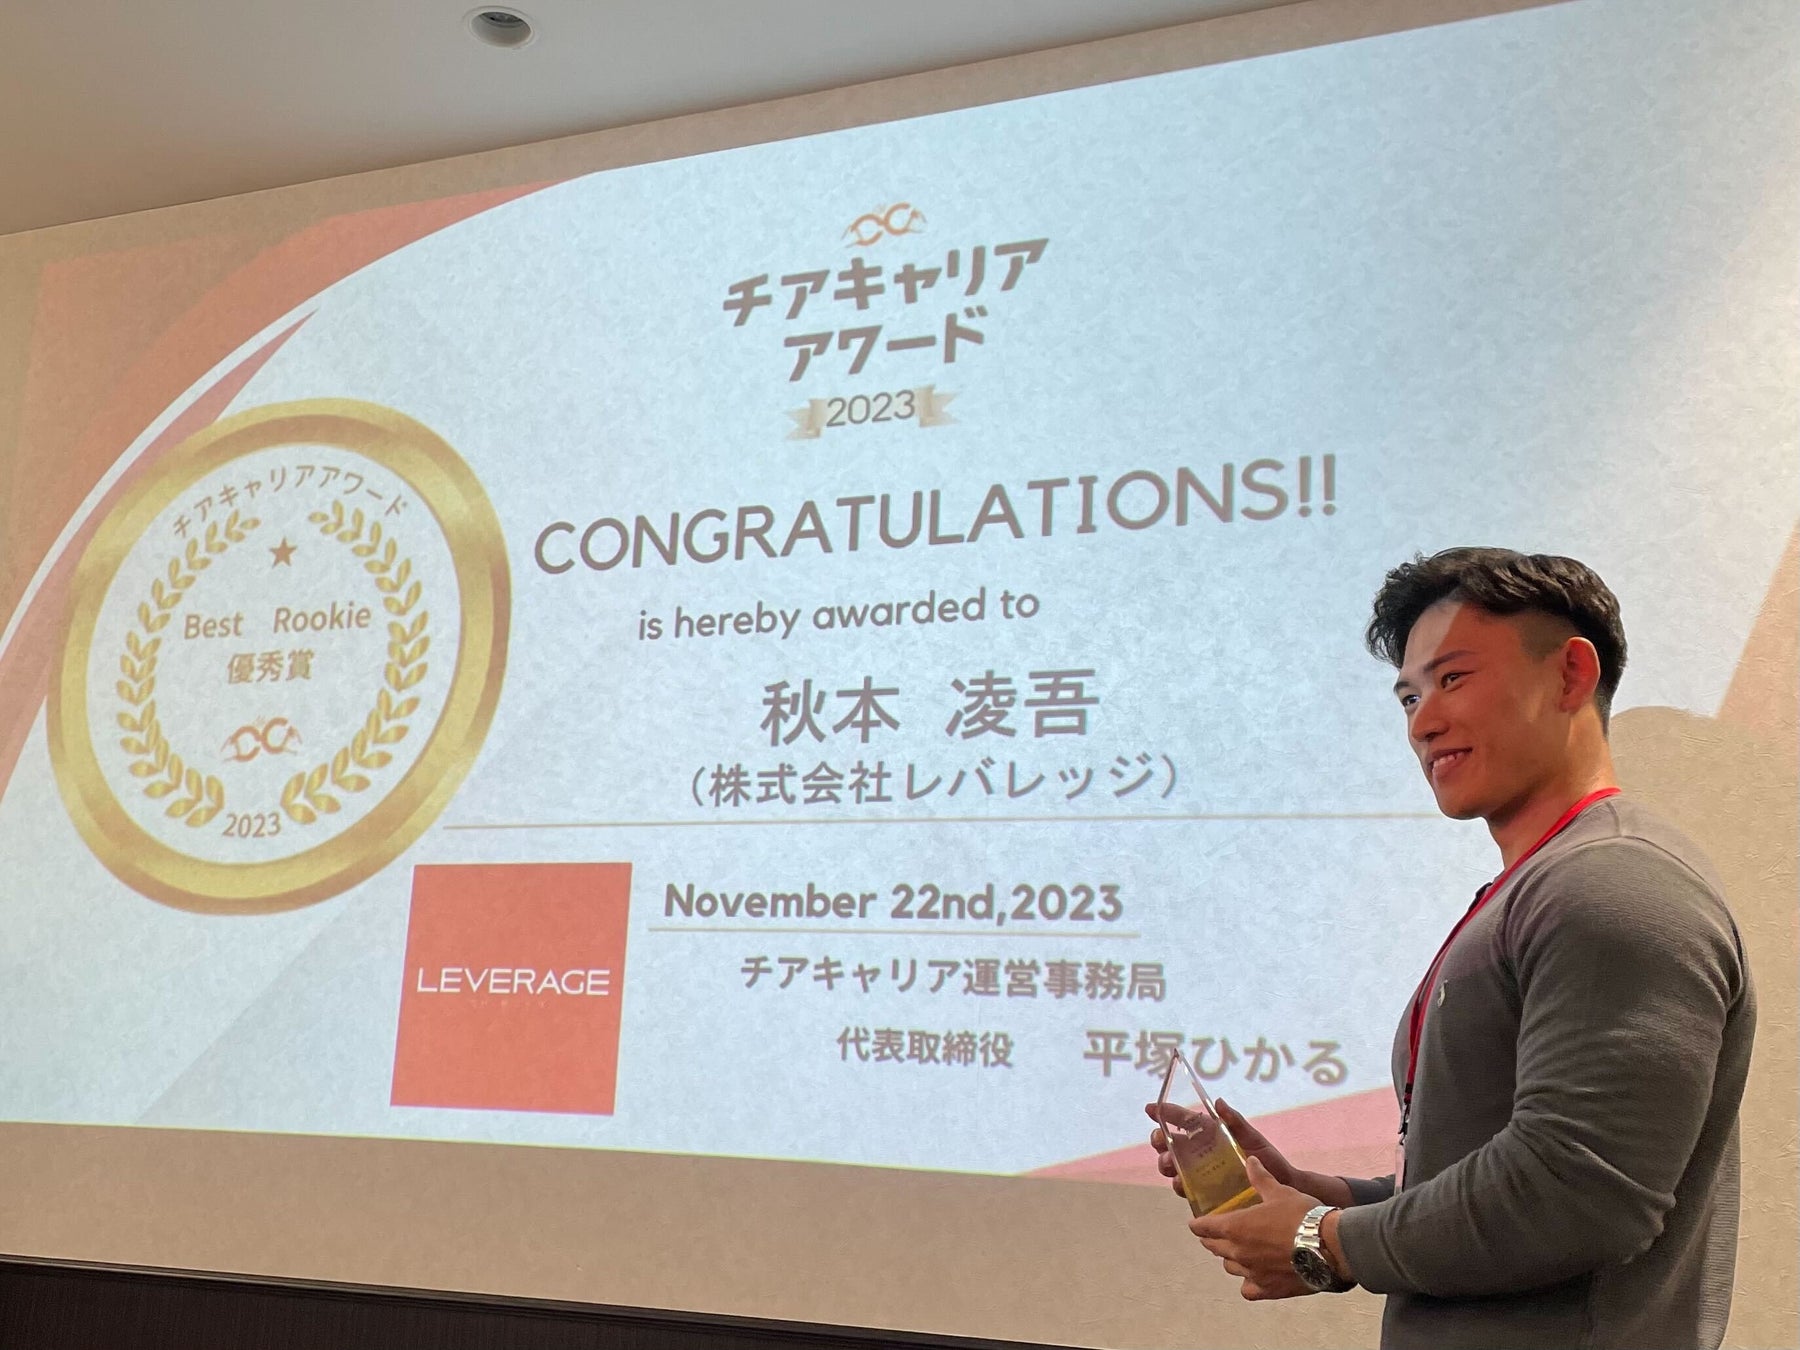 チアキャリア
アワード
2023
チアキャリアアワード
Best Rookie
優秀賞
2023
CONGRATULATIONS!!
is hereby awarded to
秋本 凌吾
（株式会社レバレッジ）
LEVERAGE
November 22nd,2023
チアキャリア運営事務局
代表取締役 平塚ひかる